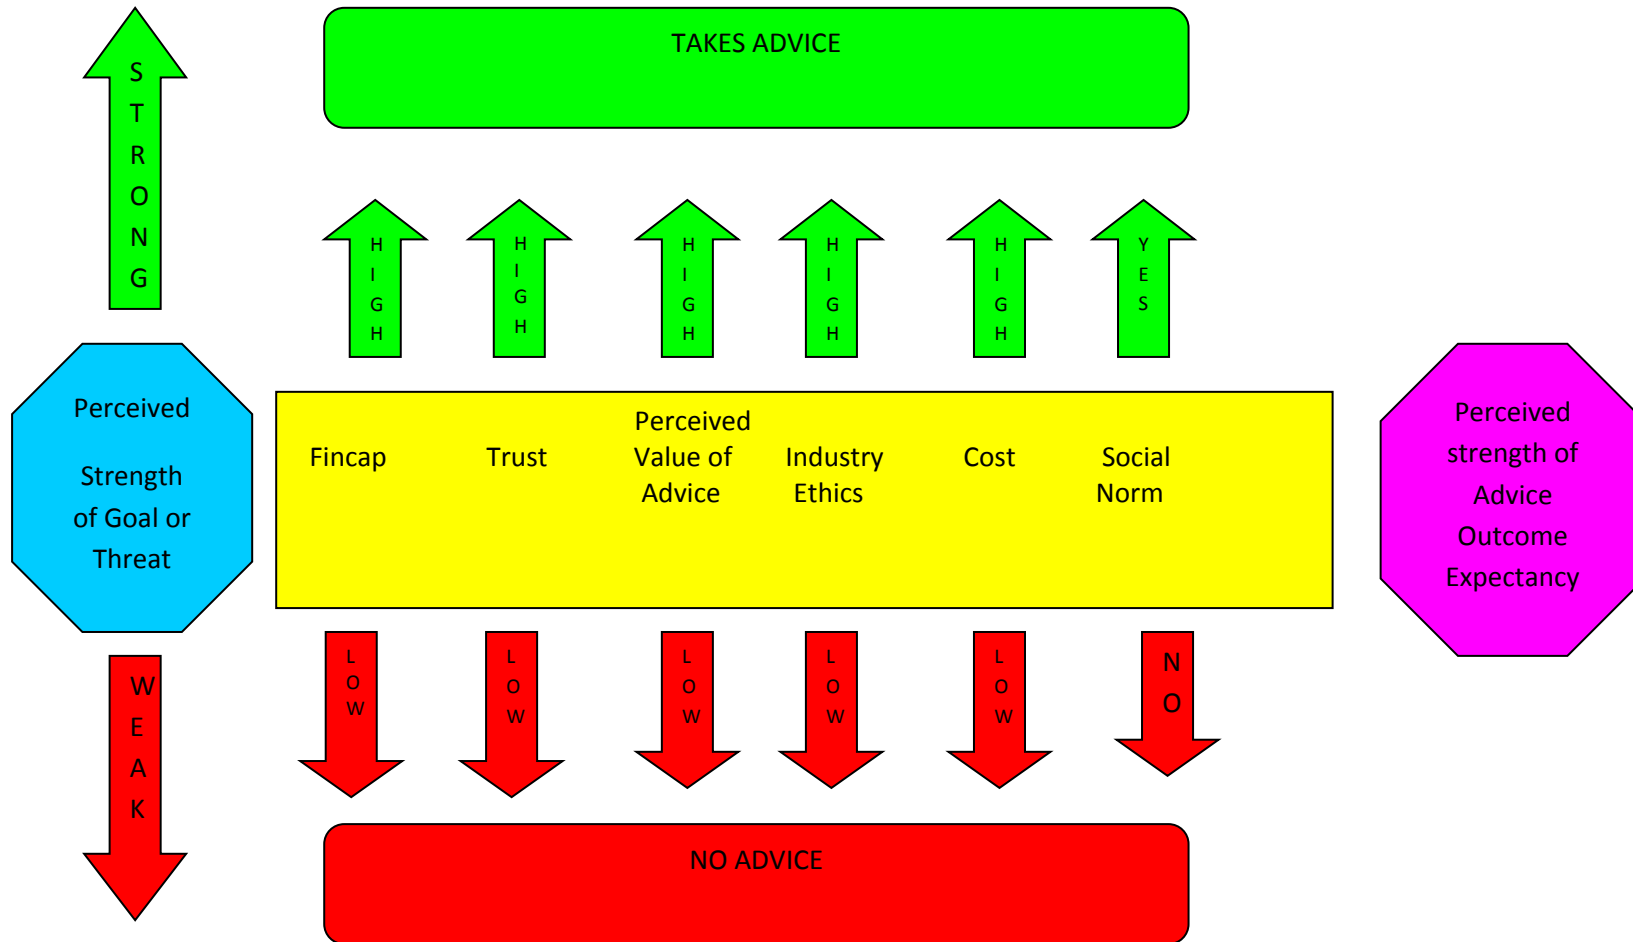 TAKES ADVICE
STRONG
HIGH
HIGH
HIGH
HIGH
HIGH
YES
Perceived
Strength
of Goal or
Threat
Fincap
Trust
Perceived
Value of
Advice
Industry
Ethics
Cost
Social
Norm
Perceived
strength of
Advice
Outcome
Expectancy
WEAK
LOW
LOW
LOW
LOW
LOW
NO
NO ADVICE